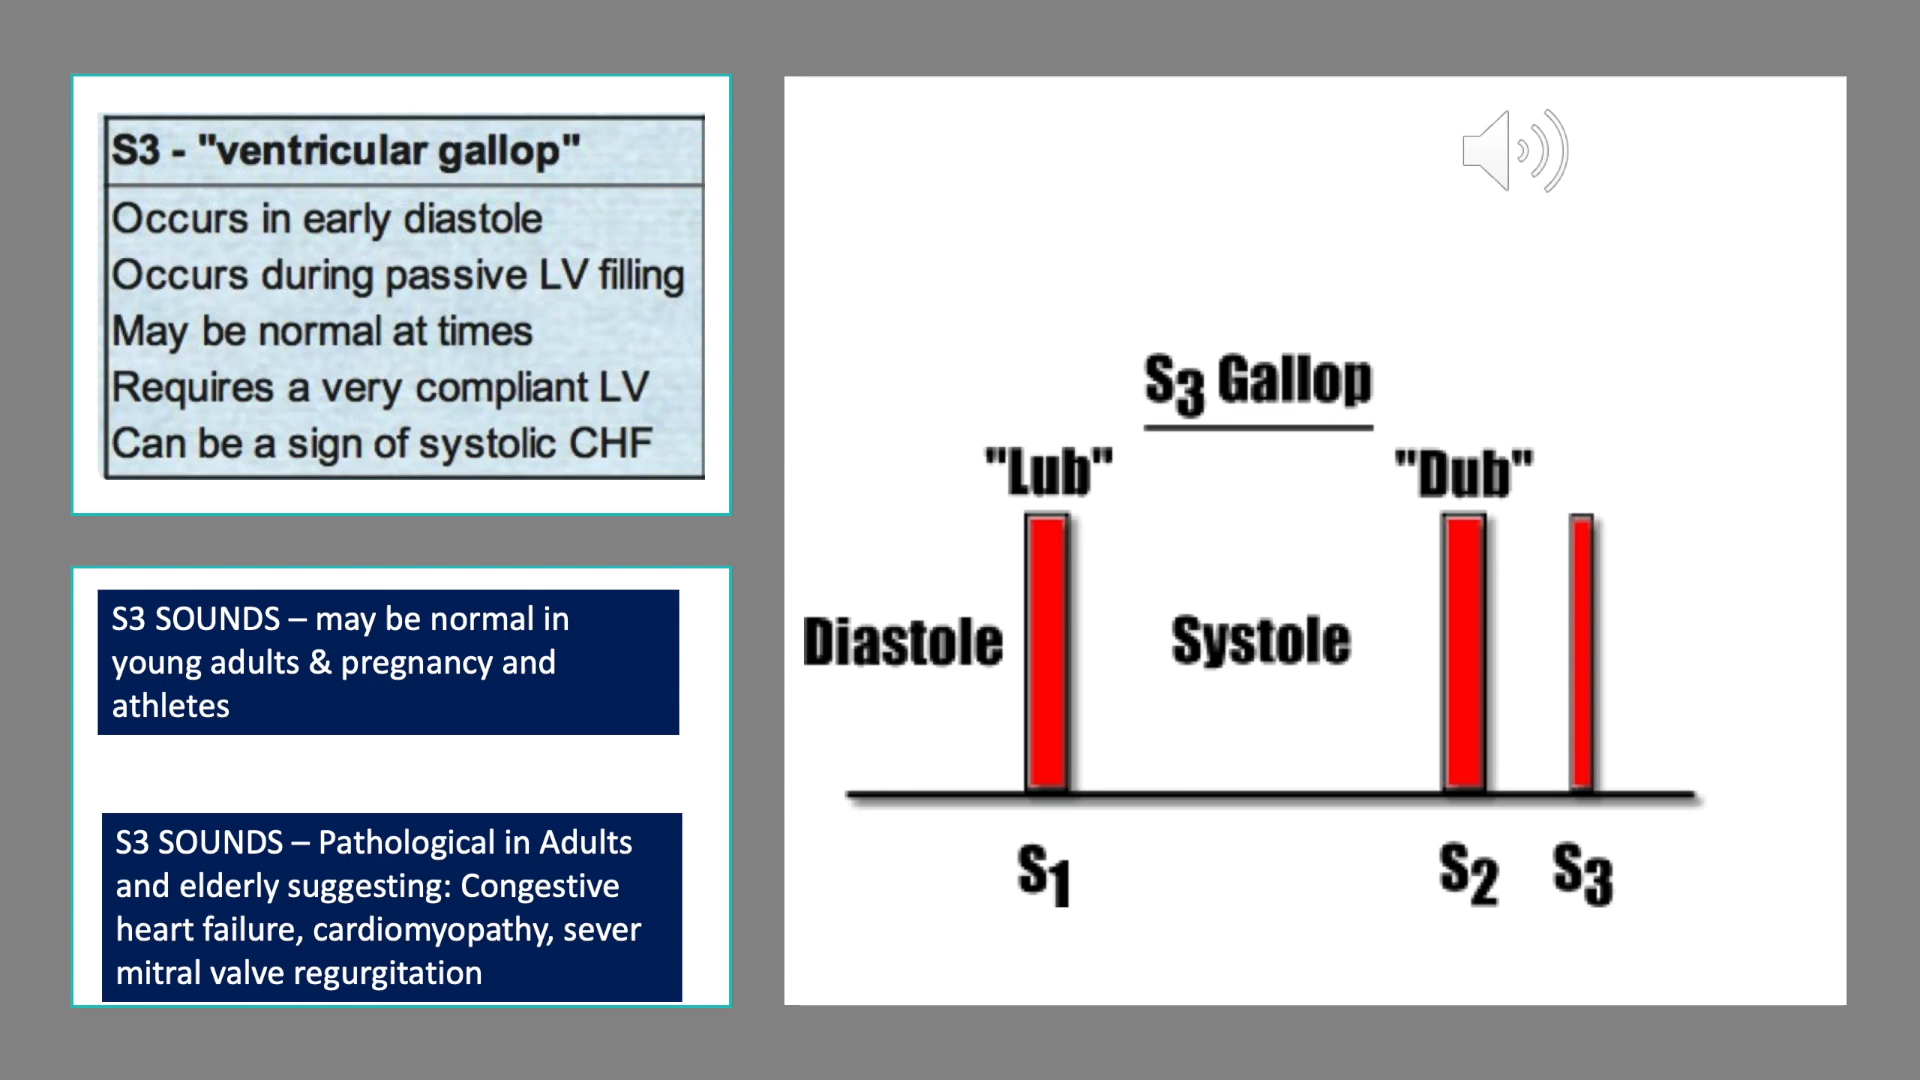 S3 - "ventricular gallop"
Occurs in early diastole
Occurs during passive LV filling
May be normal at times
Requires a very compliant LV
Can be a sign of systolic CHF
S3 SOUNDS – may be normal in
young adults & pregnancy and
athletes
S3 SOUNDS – Pathological in Adults
and elderly suggesting: Congestive
heart failure, cardiomyopathy, sever
mitral valve regurgitation
S3 Gallop
"Lub" "Dub"
Diastole Systole
S1 S2 S3